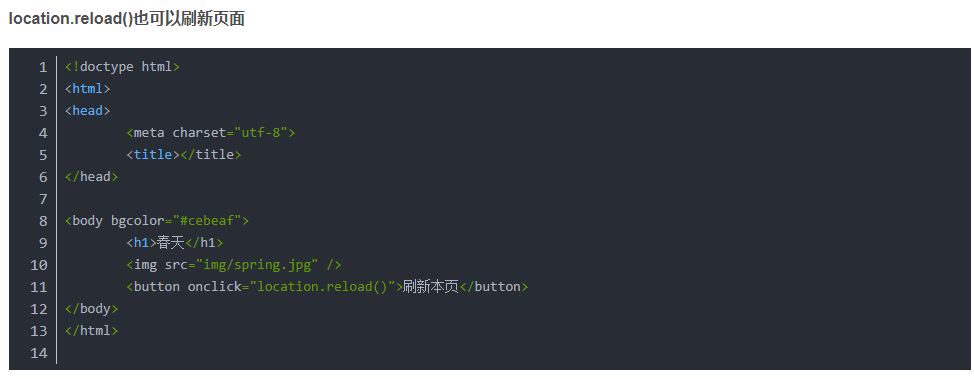 location.reload()也可以刷新页面
1 <!doctype html>
2 <html>
3 <head>
4 <meta charset="utf-8">
5 <title></title>
6 </head>
7
8 <body bgcolor="#cebeaf">
9 <h1>春天</h1>
10 <img src="img/spring.jpg" />
11 <button onclick="location.reload()">刷新本页</button>
12 </body>
13 </html>
14